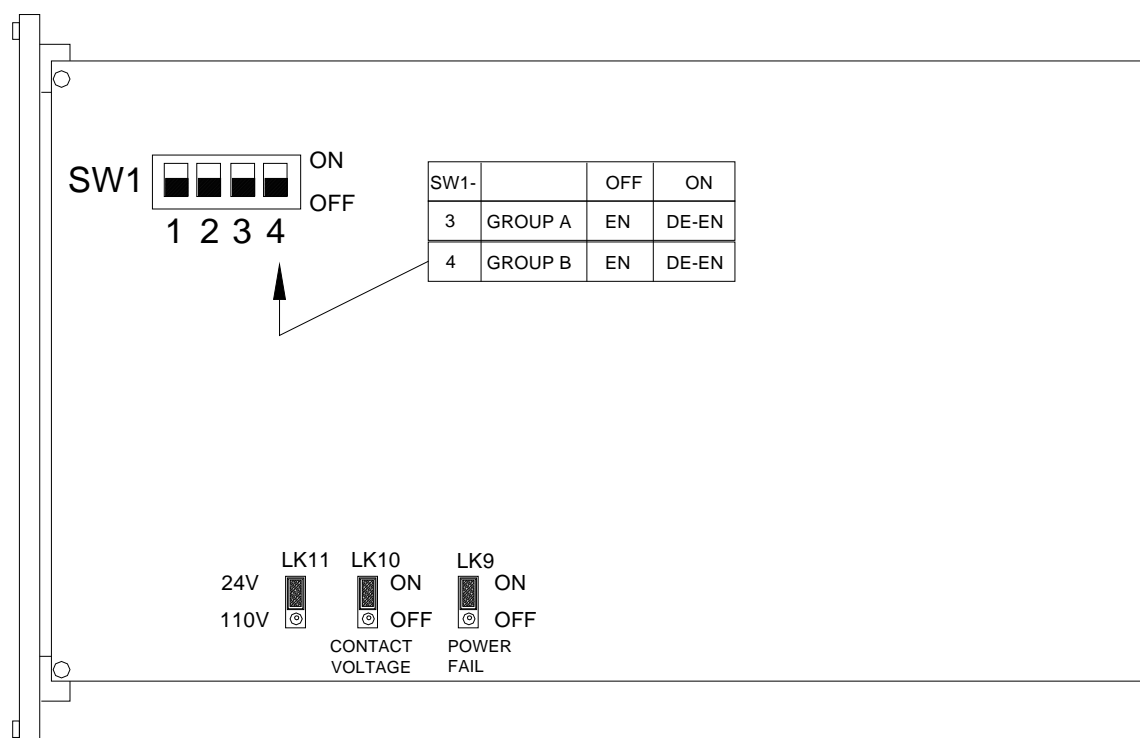 SW1
ON
OFF
1 2 3 4
SW1- OFF ON
3 GROUP A EN DE-EN
4 GROUP B EN DE-EN
LK11 LK10 LK9
24V ON ON
110V OFF OFF
CONTACT VOLTAGE
POWER FAIL